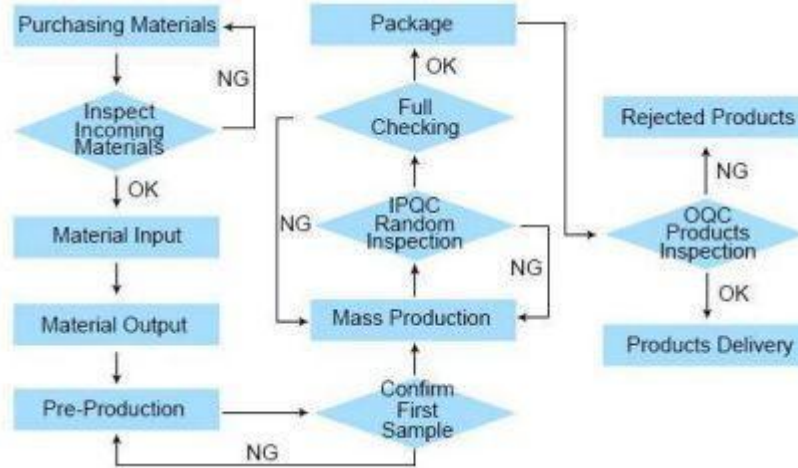 Purchasing Materials
NG
Inspect
Incoming
Materials
OK
Material Input
Material Output
Pre-Production
NG
Confirm
First
Sample
Mass Production
NG
IPQC
Random
Inspection
NG
Full
Checking
OK
Package
Rejected Products
NG
OQC
Products
Inspection
OK
Products Delivery